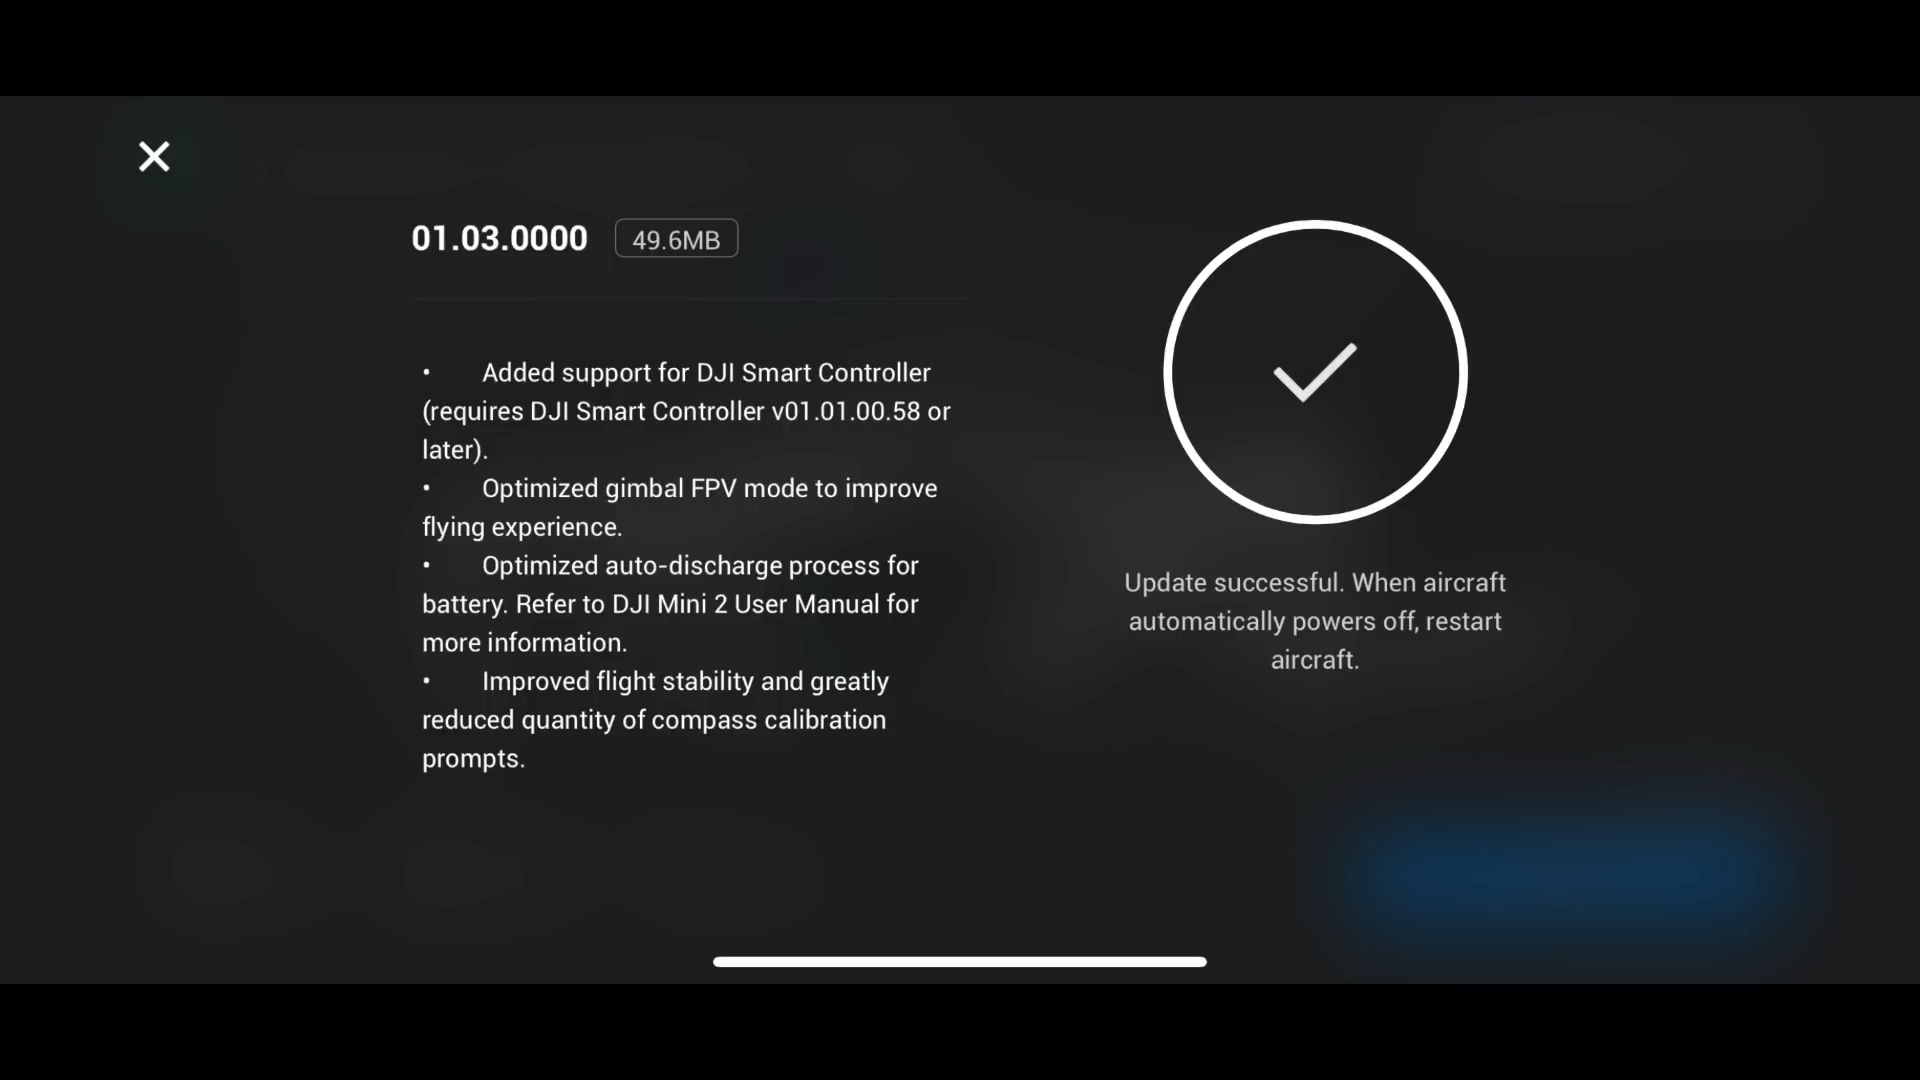 01.03.0000 49.6MB
• Added support for DJI Smart Controller
(requires DJI Smart Controller v01.01.00.58 or
later).
• Optimized gimbal FPV mode to improve
flying experience.
• Optimized auto-discharge process for
battery. Refer to DJI Mini 2 User Manual for
more information.
• Improved flight stability and greatly
reduced quantity of compass calibration
prompts.
Update successful. When aircraft
automatically powers off, restart
aircraft.